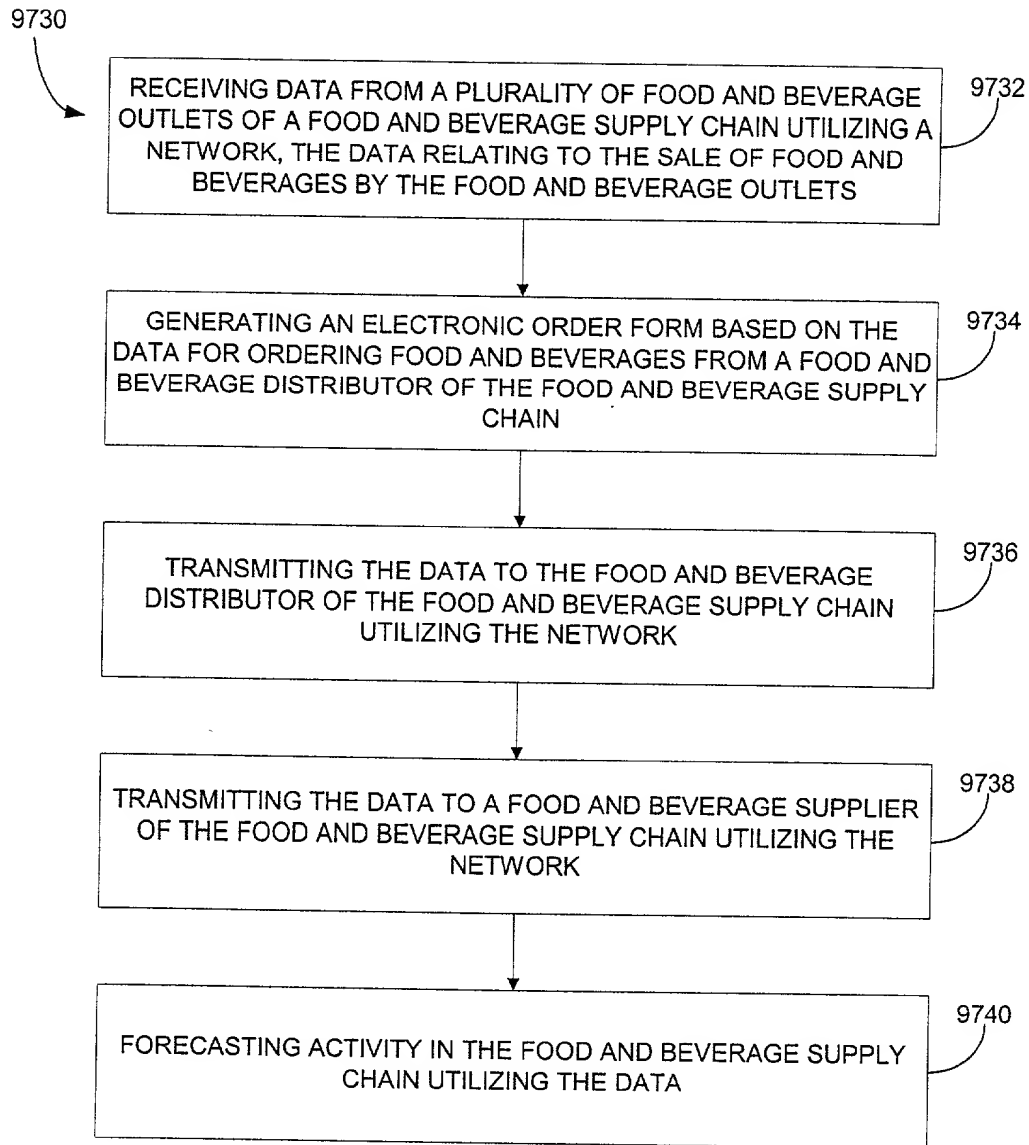 9730
RECEIVING DATA FROM A PLURALITY OF FOOD AND BEVERAGE
OUTLETS OF A FOOD AND BEVERAGE SUPPLY CHAIN UTILIZING A
NETWORK, THE DATA RELATING TO THE SALE OF FOOD AND
BEVERAGES BY THE FOOD AND BEVERAGE OUTLETS
9732
GENERATING AN ELECTRONIC ORDER FORM BASED ON THE
DATA FOR ORDERING FOOD AND BEVERAGES FROM A FOOD AND
BEVERAGE DISTRIBUTOR OF THE FOOD AND BEVERAGE SUPPLY
CHAIN
9734
TRANSMITTING THE DATA TO THE FOOD AND BEVERAGE
DISTRIBUTOR OF THE FOOD AND BEVERAGE SUPPLY CHAIN
UTILIZING THE NETWORK
9736
TRANSMITTING THE DATA TO A FOOD AND BEVERAGE SUPPLIER
OF THE FOOD AND BEVERAGE SUPPLY CHAIN UTILIZING THE
NETWORK
9738
FORECASTING ACTIVITY IN THE FOOD AND BEVERAGE SUPPLY
CHAIN UTILIZING THE DATA
9740